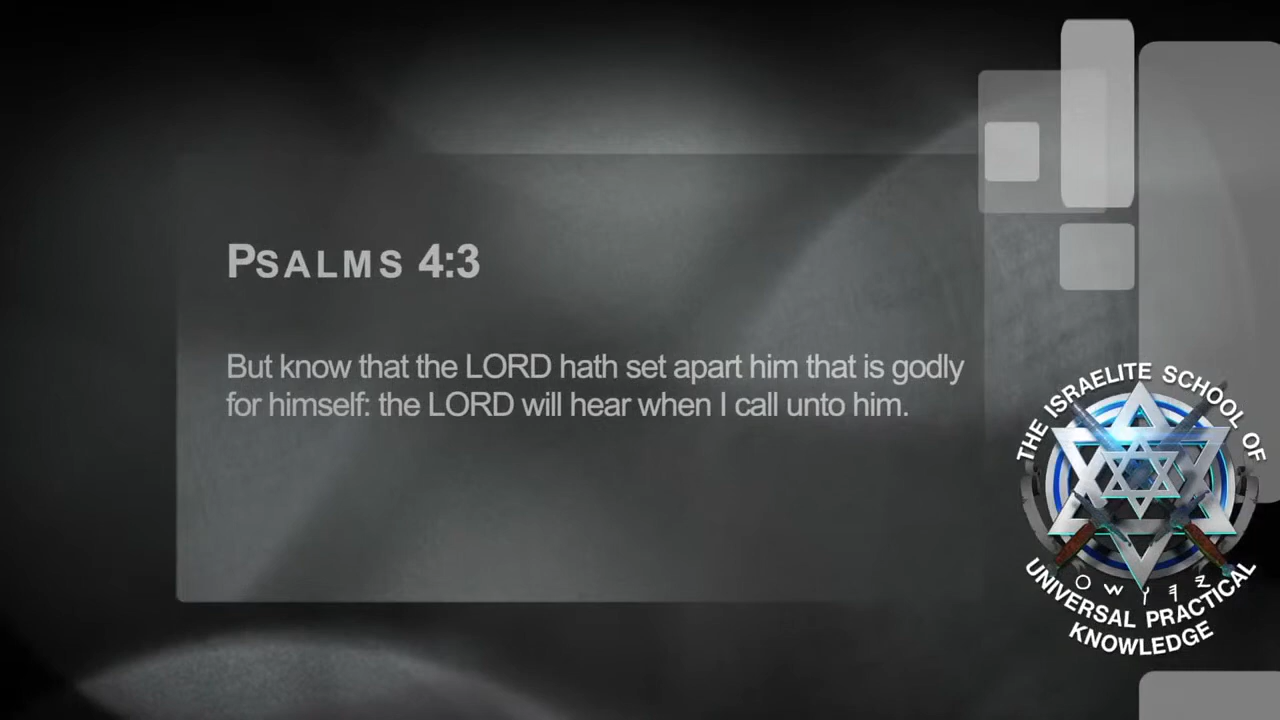 PSALMS 4:3
But know that the LORD hath set apart him that is godly
for himself: the LORD will hear when I call unto him.
THE ISRAELITE SCHOOL OF
UNIVERSAL PRACTICAL
KNOWLEDGE